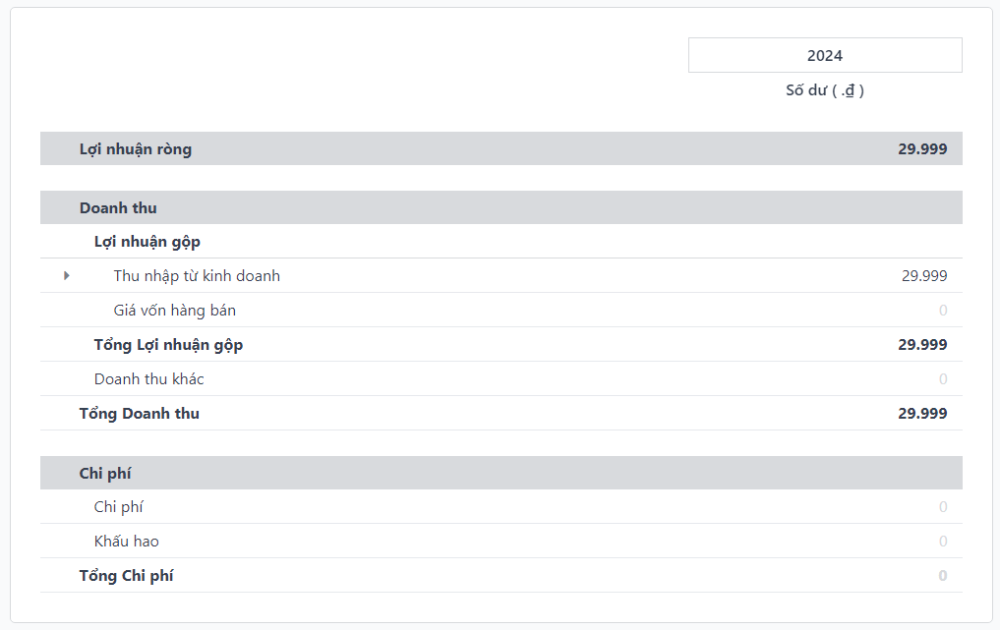 2024
Số dư ( .₫ )
Lợi nhuận ròng 29.999
Doanh thu
Lợi nhuận gộp
Thu nhập từ kinh doanh 29.999
Giá vốn hàng bán 0
Tổng Lợi nhuận gộp 29.999
Doanh thu khác 0
Tổng Doanh thu 29.999
Chi phí
Chi phí 0
Khấu hao 0
Tổng Chi phí 0